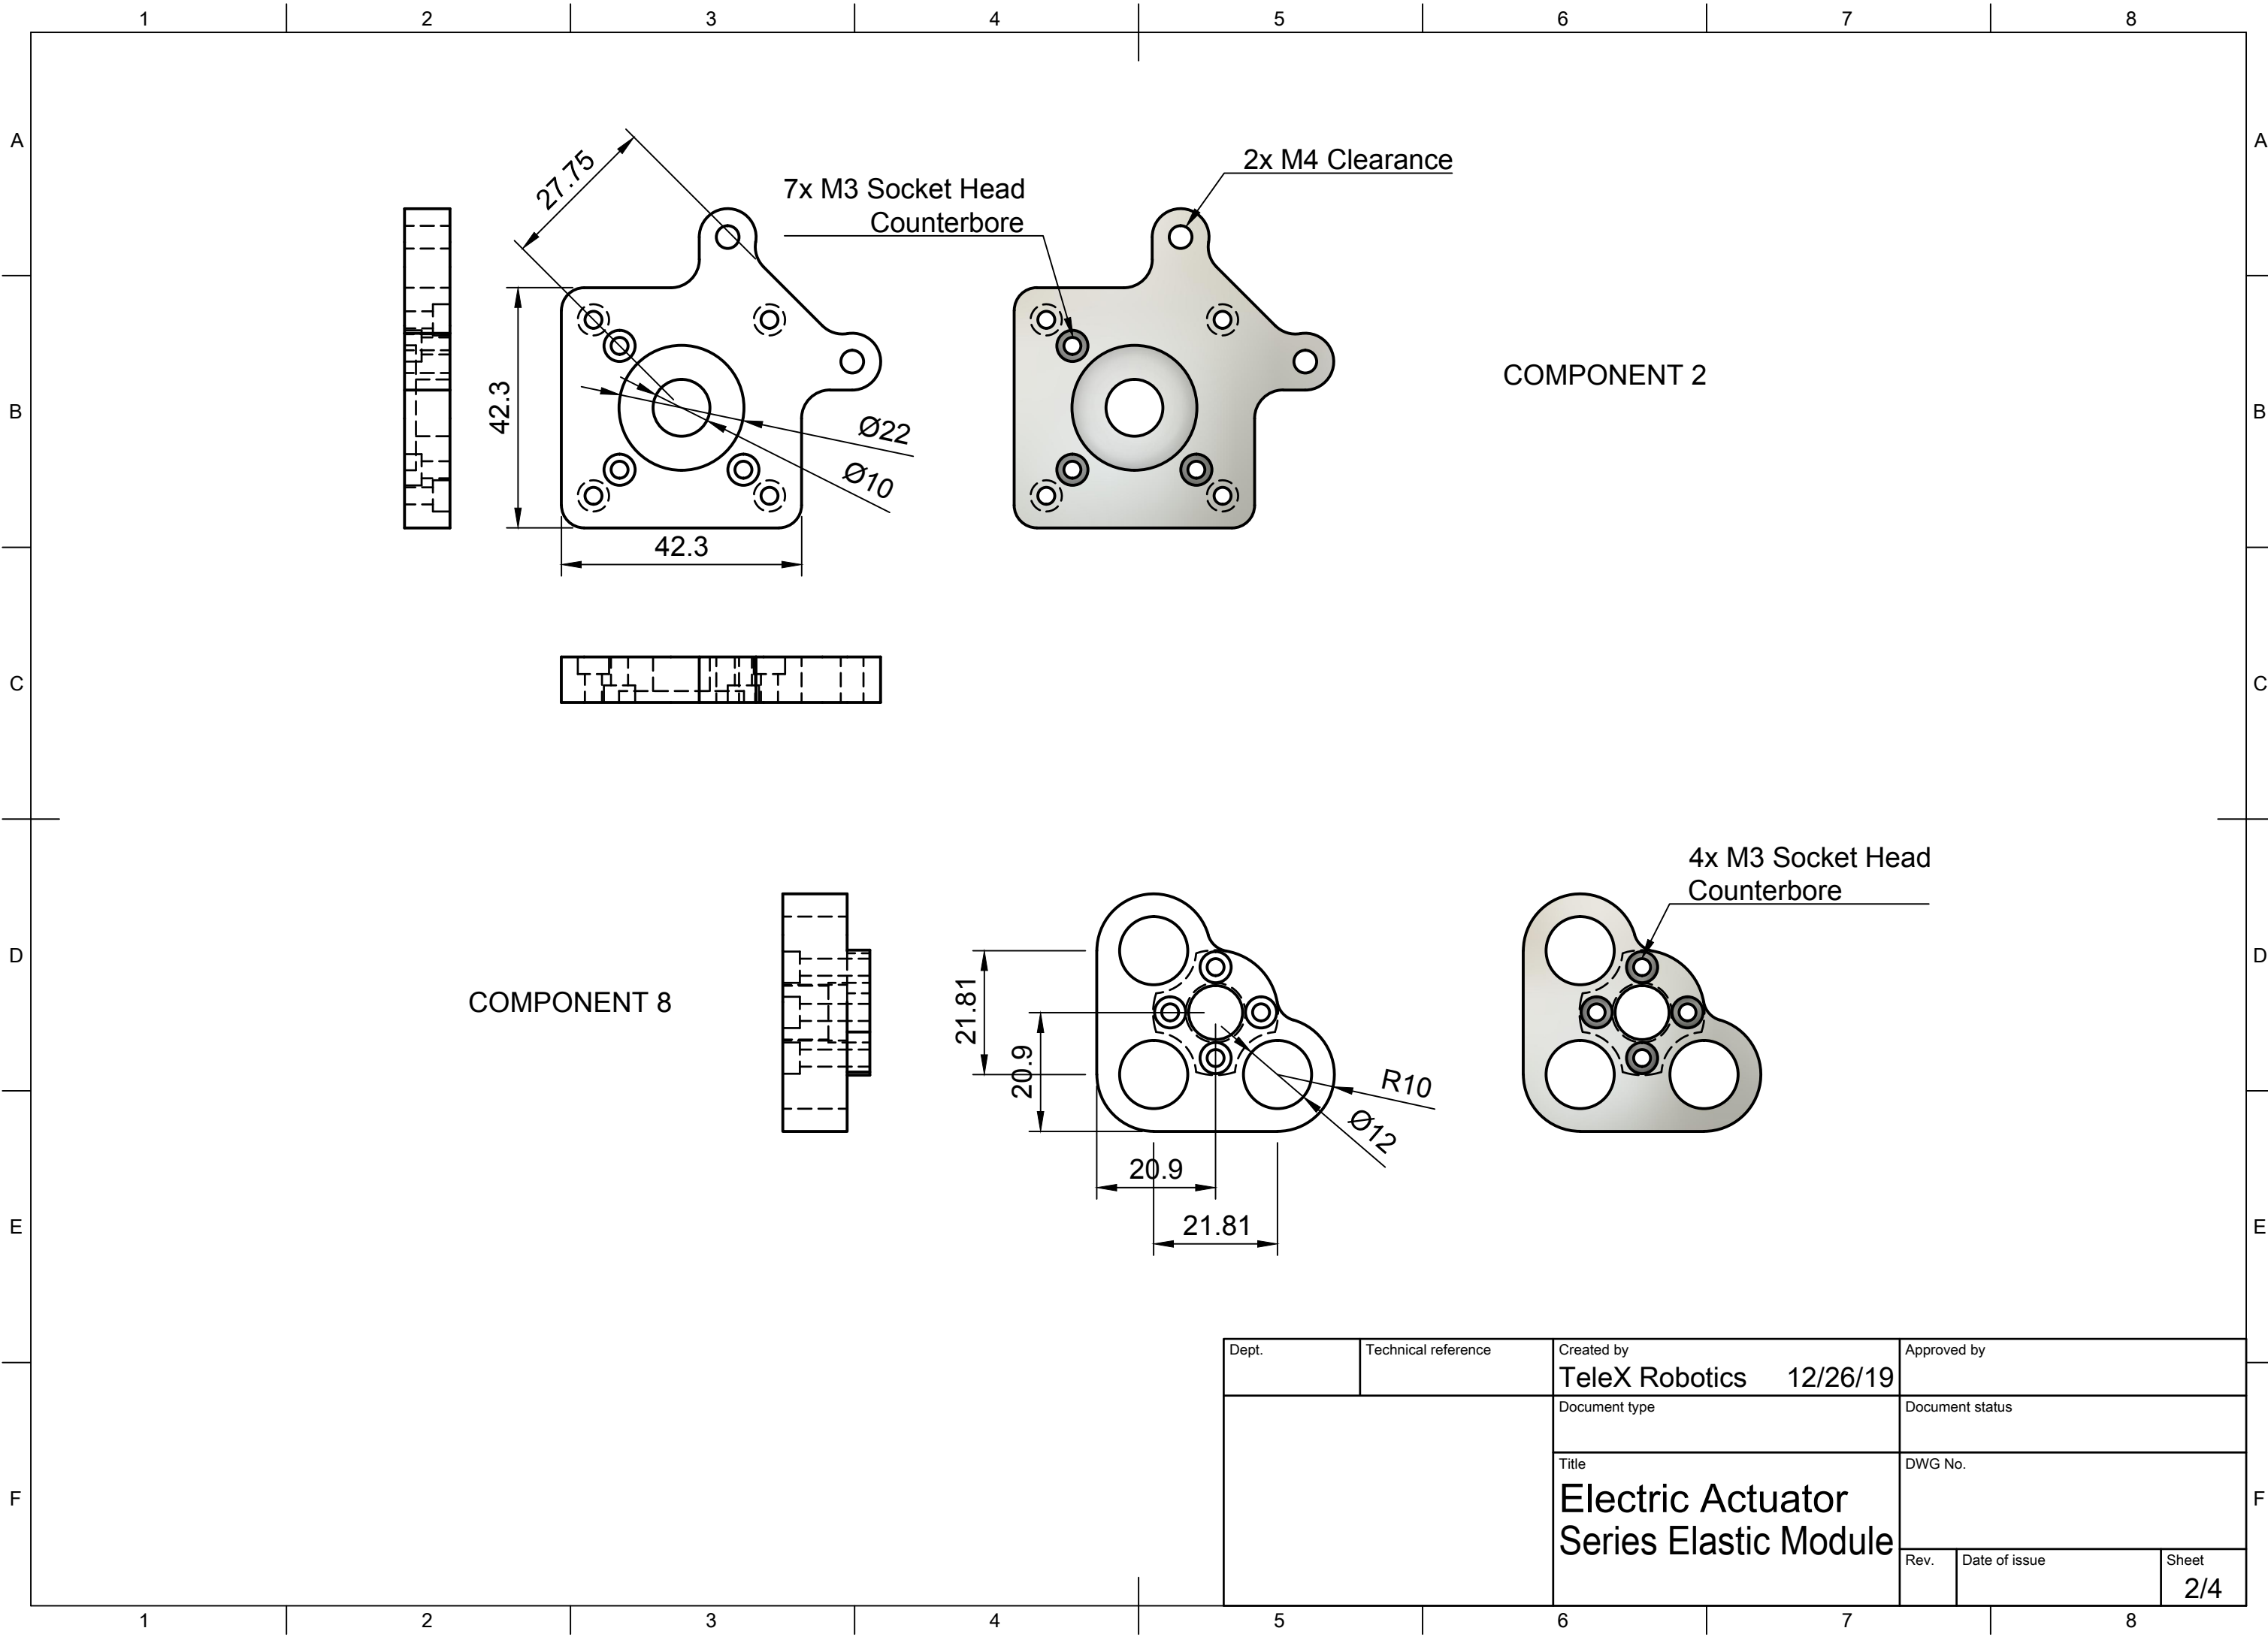 1 2 3 4 5 6 7 8
A A
27.75
2x M4 Clearance
7x M3 Socket Head
Counterbore
42.3
COMPONENT 2
B B
Ø22
Ø10
42.3
C C
4x M3 Socket Head
Counterbore
D D
COMPONENT 8
21.81
20.9
R10
Ø12
20.9
21.81
E E
Dept. Technical reference Created by Approved by
TeleX Robotics 12/26/19
Document type Document status
Title DWG No.
F F
Electric Actuator
Series Elastic Module
Rev. Date of issue Sheet
2/4
1 2 3 4 5 6 7 8